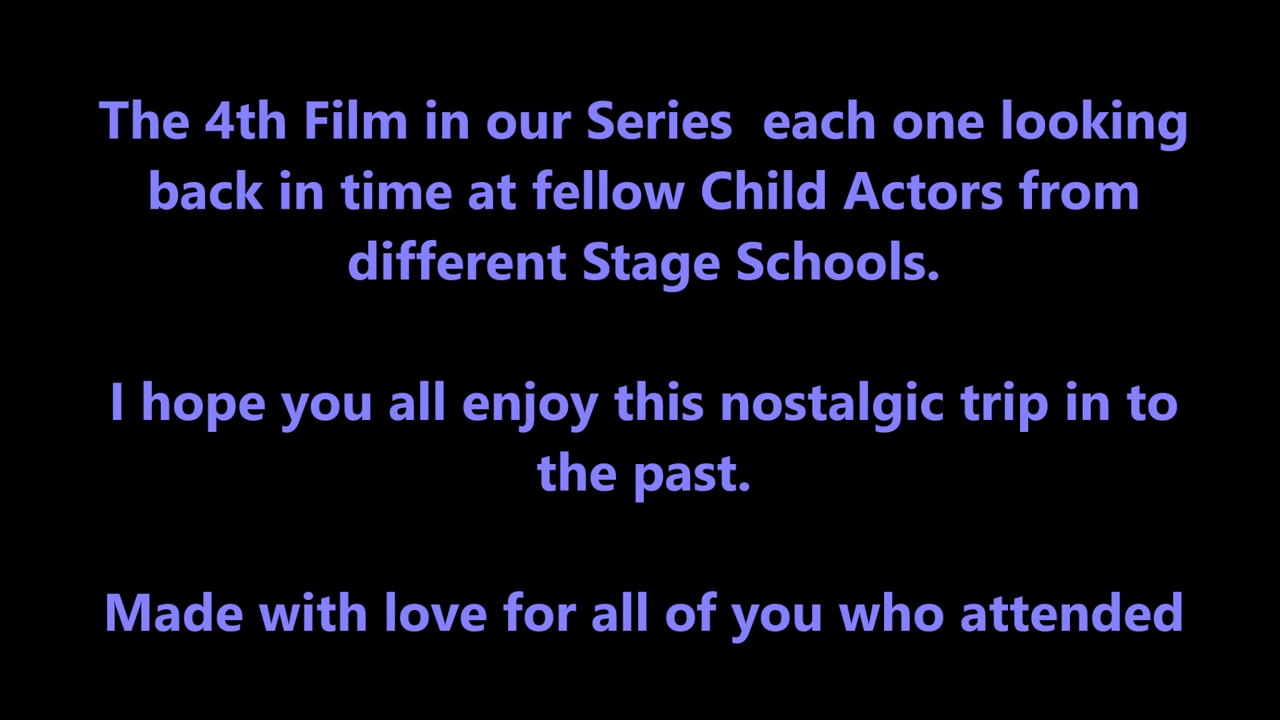 The 4th Film in our Series  each one looking
back in time at fellow Child Actors from
different Stage Schools.
I hope you all enjoy this nostalgic trip in to
the past.
Made with love for all of you who attended